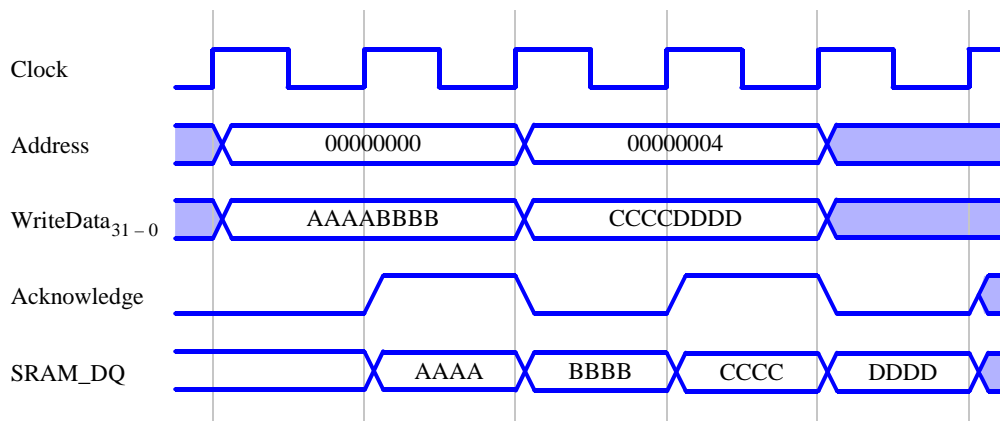 Clock
Address 00000000 00000004
WriteData31 – 0 AAAABBBB CCCCDDDD
Acknowledge
SRAM_DQ AAAA BBBB CCCC DDDD